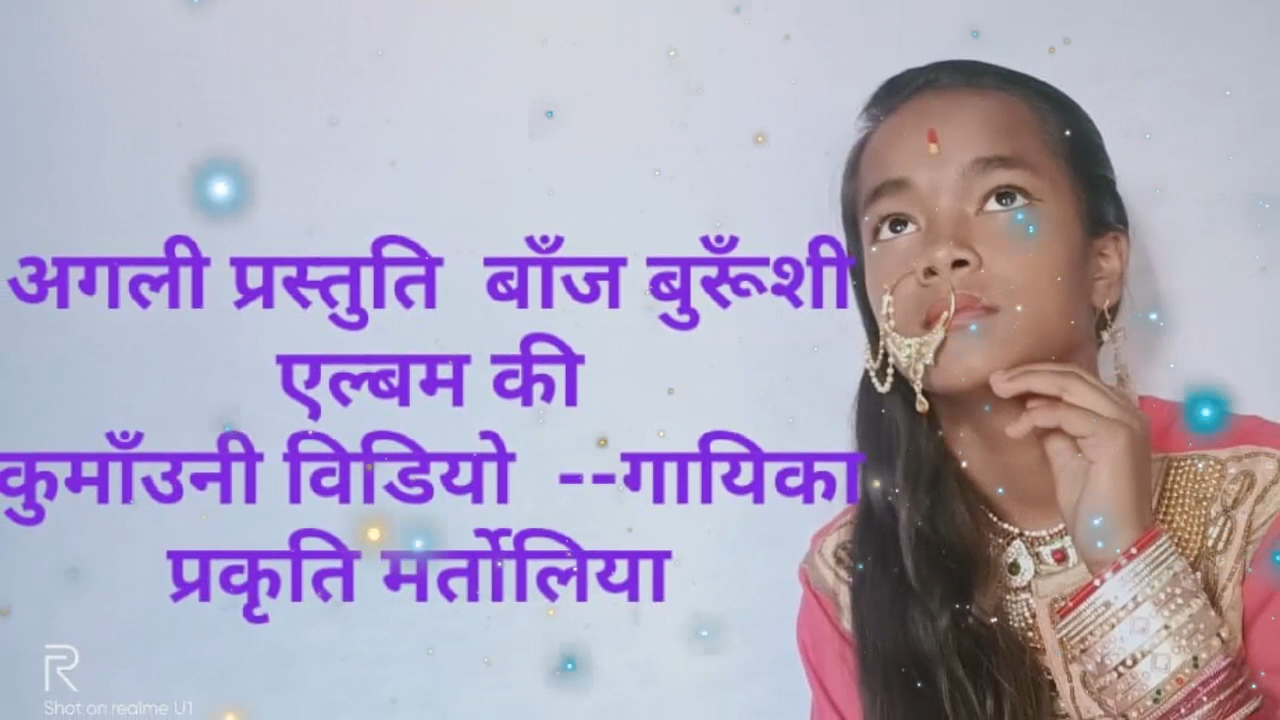 अगली प्रस्तुति बाँज बुरूँशी
एल्बम की
कुमाँउनी विडियो --गायिका
प्रकृति मर्तोलिया
R
Shot on realme U1